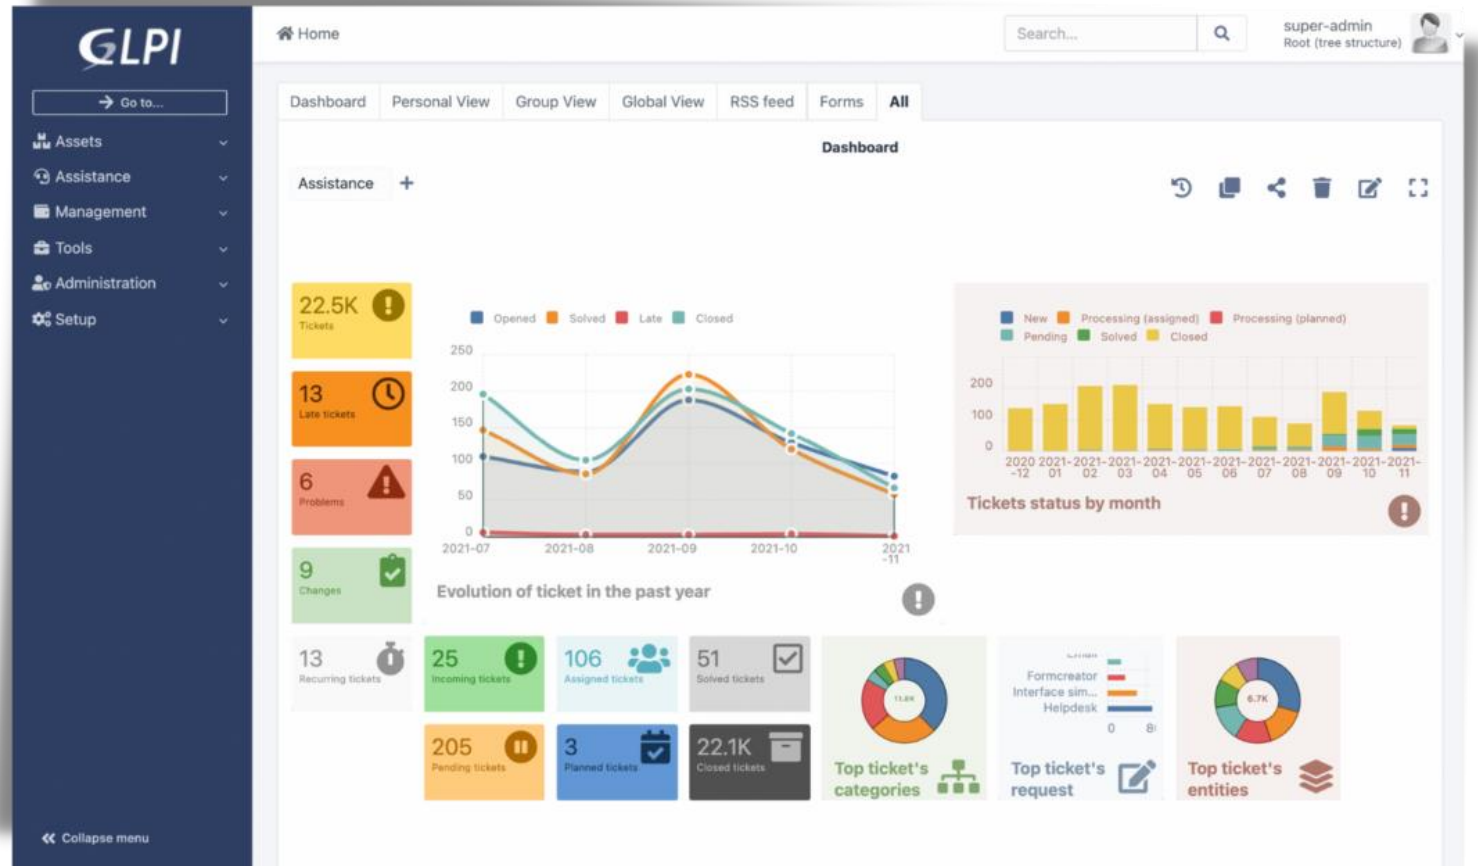 GLPI
Go to...
Assets
Assistance
Management
Tools
Administration
Setup
Collapse menu
Home
Search...
super-admin
Root (tree structure)
Dashboard Personal View Group View Global View RSS feed Forms All
Dashboard
Assistance +
22.5K
Tickets
13
Late tickets
6
Problems
9
Changes
Opened Solved Late Closed
250
200
150
100
50
0
2021-07 2021-08 2021-09 2021-10 2021
-11
Evolution of ticket in the past year
New Processing (assigned) Processing (planned)
Pending Solved Closed
200
100
0
2020 2021- 2021- 2021- 2021- 2021- 2021- 2021- 2021- 2021- 2021- 2021-
-12 01 02 03 04 05 06 07 08 09 10 11
Tickets status by month
13
Recurring tickets
25
Incoming tickets
106
Assigned tickets
51
Solved tickets
205
Pending tickets
3
Planned tickets
22.1K
Closed tickets
Top ticket's
categories
Formcreator
Interface sim...
Helpdesk
0
Top ticket's
request
6.7K
Top ticket's
entities